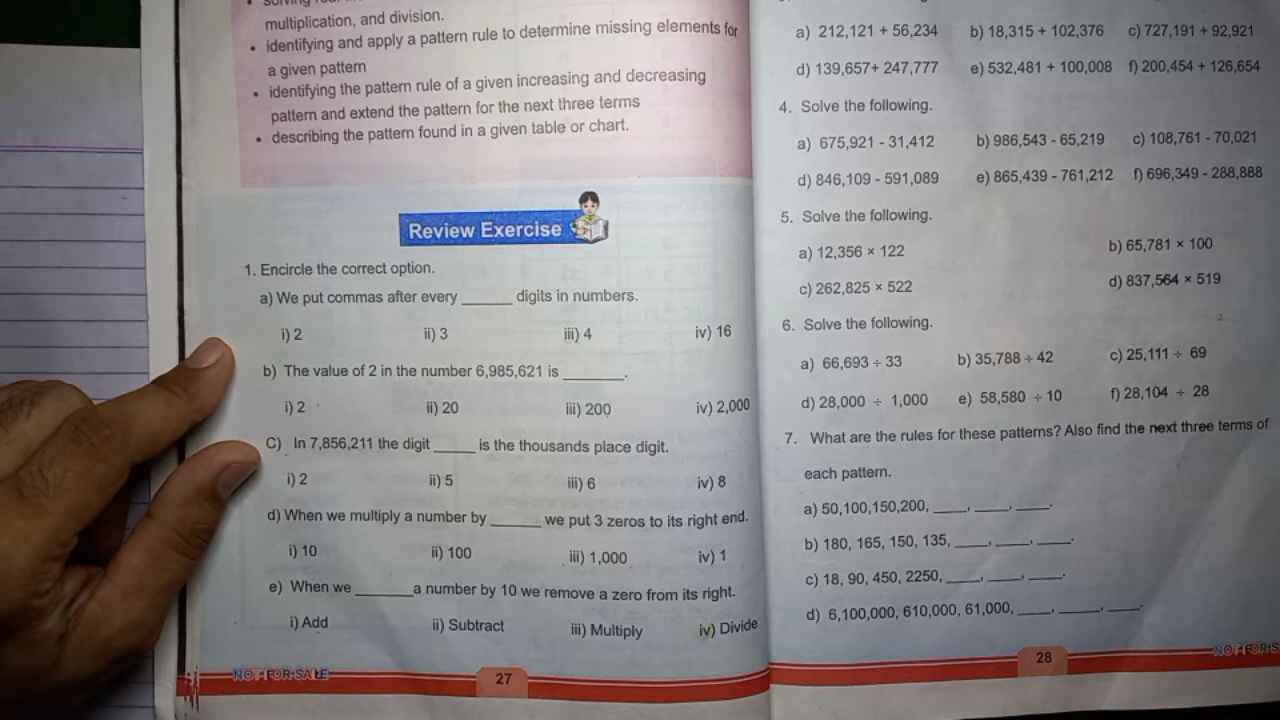 multiplication, and division.
• identifying and apply a pattern rule to determine missing elements for
a given pattern
• identifying the pattern rule of a given increasing and decreasing
pattern and extend the pattern for the next three terms
• describing the pattern found in a given table or chart.
Review Exercise
1. Encircle the correct option.
a) We put commas after every ______ digits in numbers.
i) 2 ii) 3 iii) 4 iv) 16
b) The value of 2 in the number 6,985,621 is ________.
i) 2 ii) 20 iii) 200 iv) 2,000
C) In 7,856,211 the digit _____ is the thousands place digit.
i) 2 ii) 5 iii) 6 iv) 8
d) When we multiply a number by ______ we put 3 zeros to its right end.
i) 10 ii) 100 iii) 1,000 iv) 1
e) When we _______a number by 10 we remove a zero from its right.
i) Add ii) Subtract iii) Multiply iv) Divide
NOT FOR SALE
27
a) 212,121 + 56,234 b) 18,315 + 102,376 c) 727,191 + 92,921
d) 139,657+ 247,777 e) 532,481 + 100,008 f) 200,454 + 126,654
4. Solve the following.
a) 675,921 - 31,412 b) 986,543 - 65,219 c) 108,761 - 70,021
d) 846,109 - 591,089 e) 865,439 - 761,212 f) 696,349 - 288,888
5. Solve the following.
a) 12,356 × 122 b) 65,781 × 100
c) 262,825 × 522 d) 837,564 × 519
6. Solve the following.
a) 66,693 ÷ 33 b) 35,788 ÷ 42 c) 25,111 ÷ 69
d) 28,000 ÷ 1,000 e) 58,580 ÷ 10 f) 28,104 ÷ 28
7. What are the rules for these patterns? Also find the next three terms of
each pattern.
a) 50,100,150,200, ____, ____, ____.
b) 180, 165, 150, 135, ____, ____, ____.
c) 18, 90, 450, 2250, ____, ____, ____.
d) 6,100,000, 610,000, 61,000, ____, _____, ____.
28
NOT FOR S